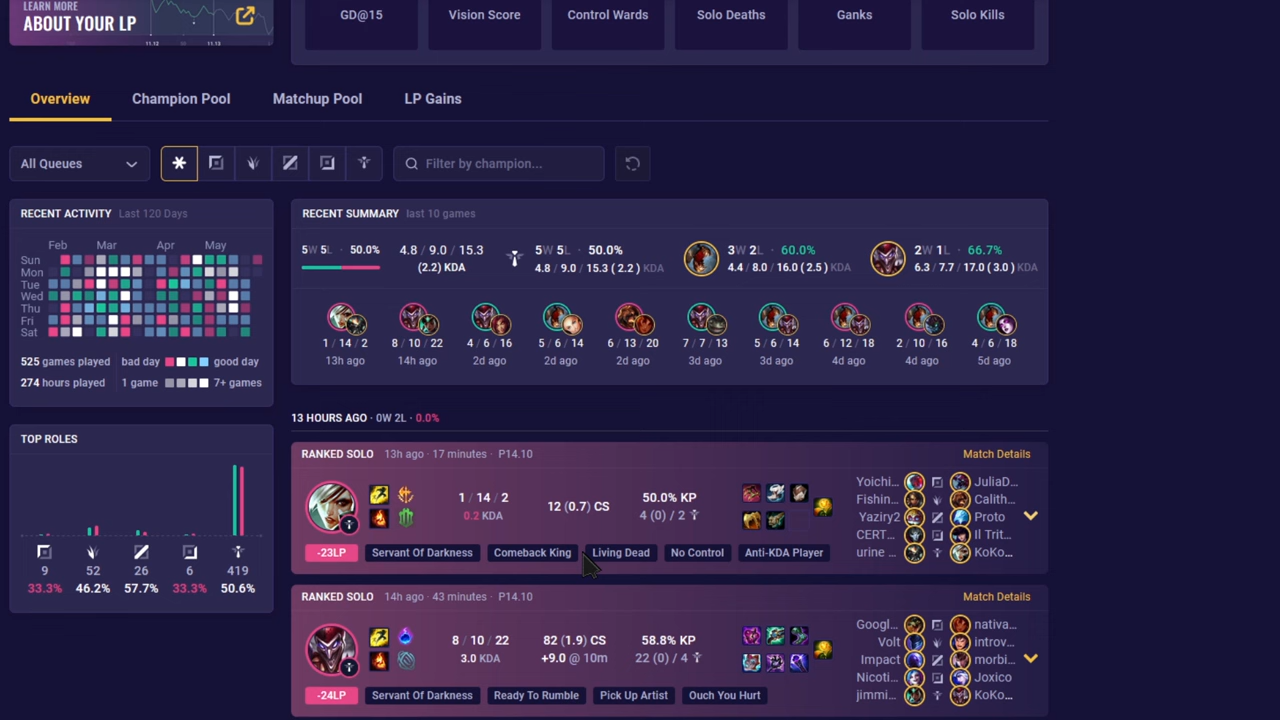 LEARN MORE
ABOUT YOUR LP
11.12 11.13
GD@15 Vision Score Control Wards Solo Deaths Ganks Solo Kills
Overview Champion Pool Matchup Pool LP Gains
All Queues
Filter by champion...
RECENT ACTIVITY Last 120 Days
Feb Mar Apr May
Sun
Mon
Tue
Wed
Thu
Fri
Sat
525 games played bad day good day
274 hours played 1 game 7+ games
TOP ROLES
9 52 26 6 419
33.3% 46.2% 57.7% 33.3% 50.6%
RECENT SUMMARY last 10 games
5W 5L · 50.0%
4.8 / 9.0 / 15.3
(2.2) KDA
5W 5L · 50.0%
4.8 / 9.0 / 15.3 ( 2.2 ) KDA
3W 2L · 60.0%
4.4 / 8.0 / 16.0 ( 2.5 ) KDA
2W 1L · 66.7%
6.3 / 7.7 / 17.0 ( 3.0 ) KDA
1 / 14 / 2 8 / 10 / 22 4 / 6 / 16 5 / 6 / 14 6 / 13 / 20 7 / 7 / 13 5 / 6 / 14 6 / 12 / 18 2 / 10 / 16 4 / 6 / 18
13h ago 14h ago 2d ago 2d ago 2d ago 3d ago 3d ago 4d ago 4d ago 5d ago
13 HOURS AGO · 0W 2L · 0.0%
RANKED SOLO 13h ago · 17 minutes · P14.10 Match Details
1 / 14 / 2
0.2 KDA
12 (0.7) CS
50.0% KP
4 (0) / 2
Yoichi... JuliaD...
Fishin... Calith...
Yaziry2 Proto
CERT... Il Trit...
urine ... KoKo...
-23LP Servant Of Darkness Comeback King Living Dead No Control Anti-KDA Player
RANKED SOLO 14h ago · 43 minutes · P14.10 Match Details
8 / 10 / 22
3.0 KDA
82 (1.9) CS
+9.0 @ 10m
58.8% KP
22 (0) / 4
Googl... nativa...
Volt introv...
Impact morbi...
Nicoti... Joxico
jimmi... KoKo...
-24LP Servant Of Darkness Ready To Rumble Pick Up Artist Ouch You Hurt